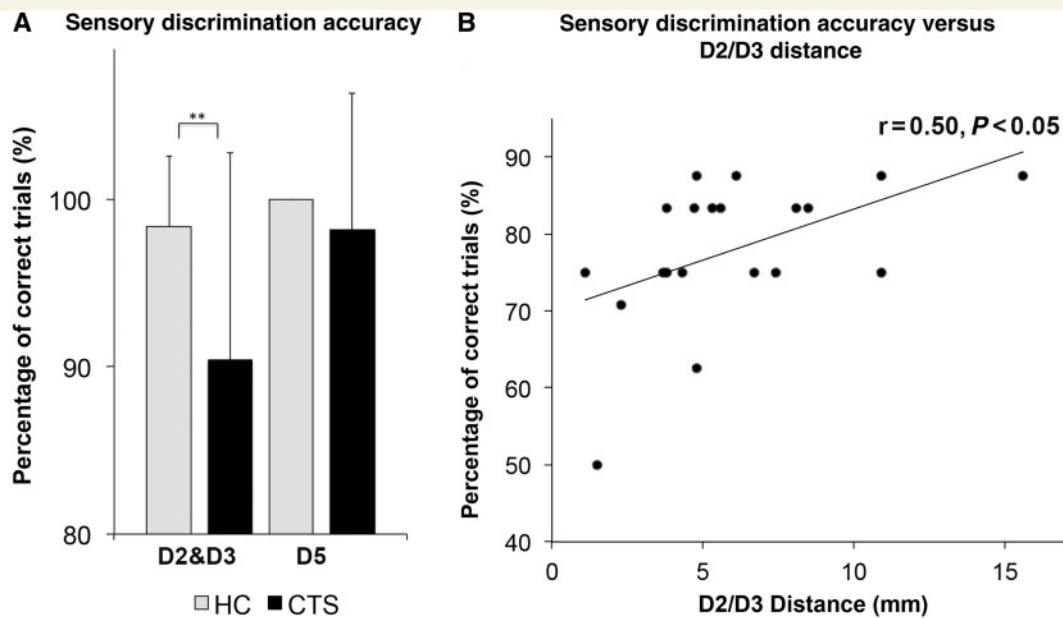 A Sensory discrimination accuracy
Percentage of correct trials (%)
**
100
90
80
D2&D3 D5
HC CTS
B Sensory discrimination accuracy versus
D2/D3 distance
Percentage of correct trials (%)
r=0.50, P<0.05
90
80
70
60
50
40
0 5 10 15
D2/D3 Distance (mm)